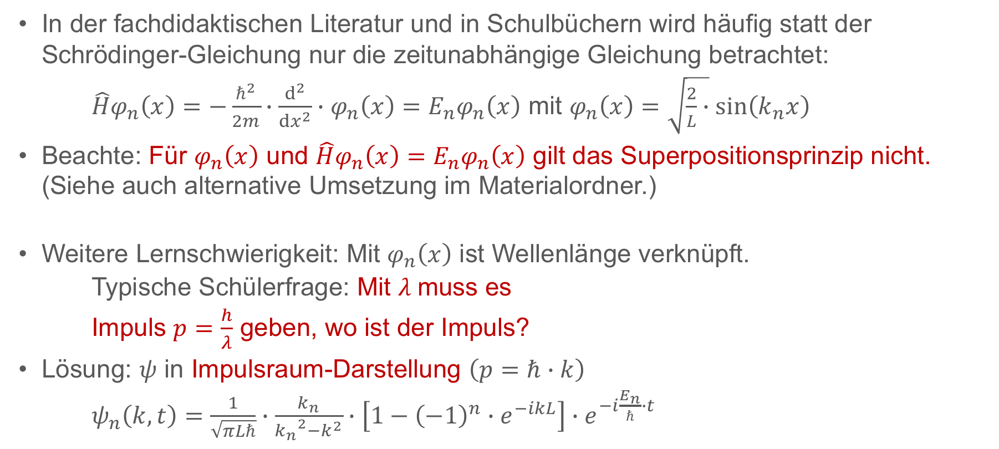 • In der fachdidaktischen Literatur und in Schulbüchern wird häufig statt der
Schrödinger-Gleichung nur die zeitunabhängige Gleichung betrachtet:
$\hat{H}\varphi_n(x) = -\frac{\hbar^2}{2m} \cdot \frac{\mathrm{d}^2}{\mathrm{d}x^2} \cdot \varphi_n(x) = E_n\varphi_n(x)$ mit $\varphi_n(x) = \sqrt{\frac{2}{L} \cdot} \sin(k_n x)$
• Beachte: Für $\varphi_n(x)$ und $\hat{H}\varphi_n(x) = E_n\varphi_n(x)$ gilt das Superpositionsprinzip nicht.
(Siehe auch alternative Umsetzung im Materialordner.)
• Weitere Lernschwierigkeit: Mit $\varphi_n(x)$ ist Wellenlänge verknüpft.
Typische Schülerfrage: Mit $\lambda$ muss es
Impuls $p = \frac{h}{\lambda}$ geben, wo ist der Impuls?
• Lösung: $\psi$ in Impulsraum-Darstellung $(p = \hbar \cdot k)$
$\psi_n(k,t) = \frac{1}{\sqrt{\pi L \hbar}} \cdot \frac{k_n}{{k_n}^2 - k^2} \cdot \left[1 - (-1)^n \cdot e^{-ikL}\right] \cdot e^{-i\frac{E_n}{\hbar} \cdot t}$